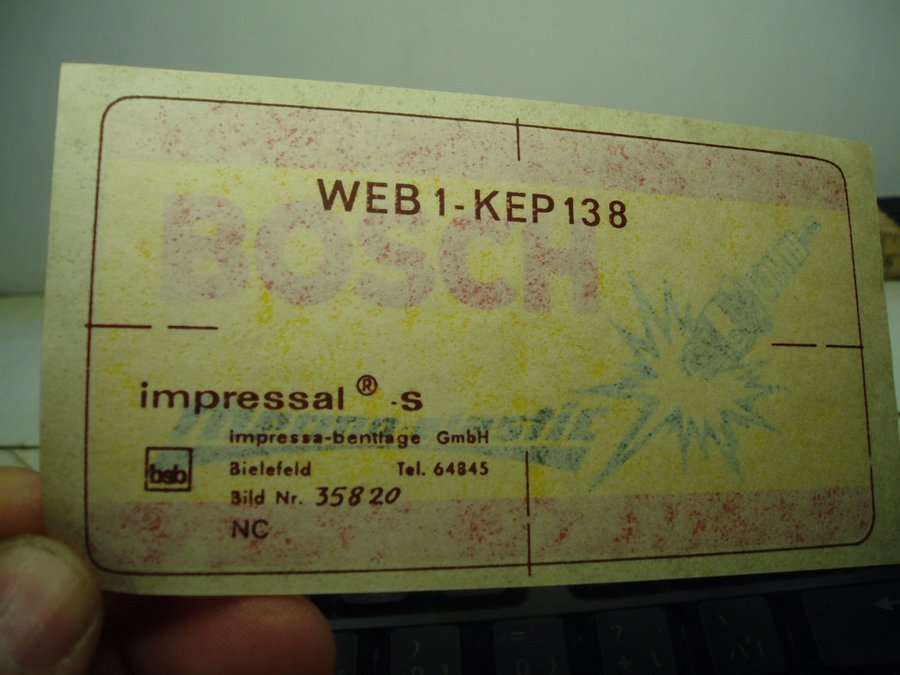 WEB 1 - KEP 138
BOSCH
impressal® -s
impressa-bentlage GmbH
bsb
Bielefeld Tel. 64845
Bild Nr. 35820
NC